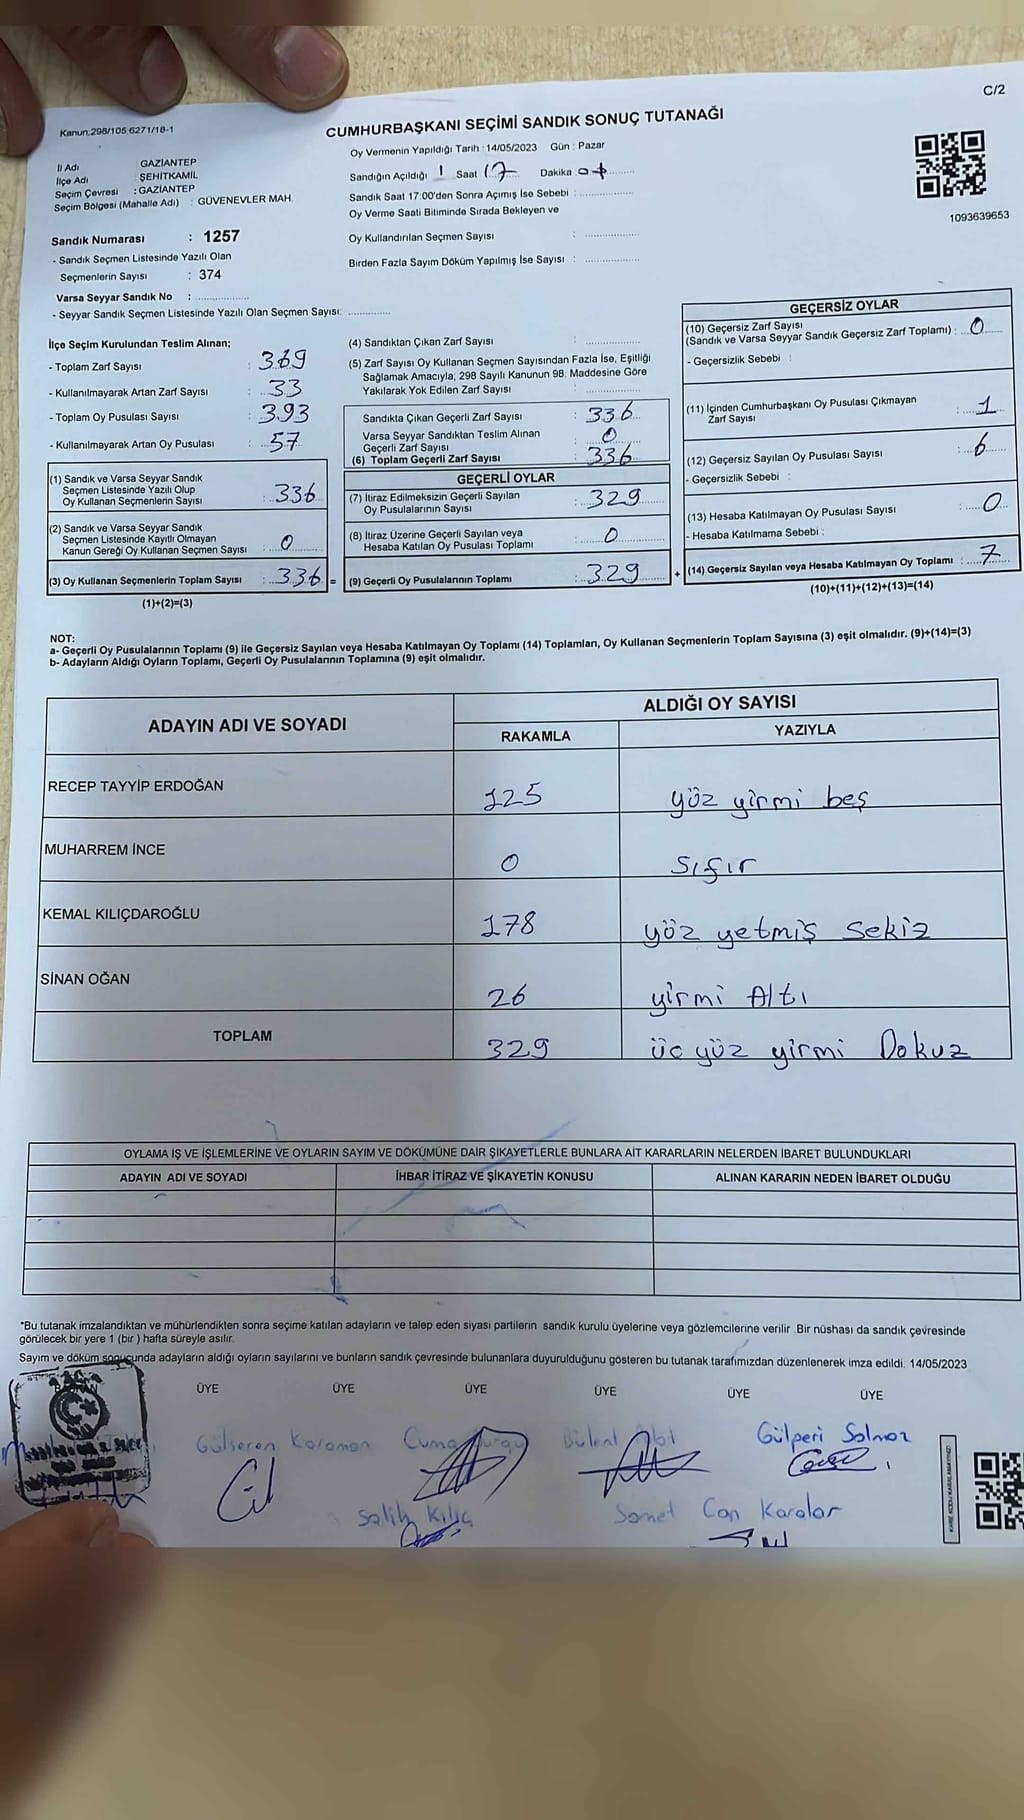 C/2
Kanun:298/105,6271/18-1
CUMHURBAŞKANI SEÇİMİ SANDIK SONUÇ TUTANAĞI
İl Adı : GAZİANTEP
İlçe Adı : ŞEHİTKAMİL
Seçim Çevresi : GAZİANTEP
Seçim Bölgesi (Mahalle Adı) : GÜVENEVLER MAH.
Sandık Numarası : 1257
- Sandık Seçmen Listesinde Yazılı Olan
Seçmenlerin Sayısı : 374
Varsa Seyyar Sandık No :
- Seyyar Sandık Seçmen Listesinde Yazılı Olan Seçmen Sayısı:
Oy Vermenin Yapıldığı Tarih : 14/05/2023 Gün : Pazar
Sandığın Açıldığı Saat 17 Dakika
Sandık Saat 17:00'den Sonra Açımış İse Sebebi :
Oy Verme Saati Bitiminde Sırada Bekleyen ve
Oy Kullandırılan Seçmen Sayısı :
Birden Fazla Sayım Döküm Yapılmış İse Sayısı :
1093639653
İlçe Seçim Kurulundan Teslim Alınan;
- Toplam Zarf Sayısı : 369
- Kullanılmayarak Artan Zarf Sayısı : 33
- Toplam Oy Pusulası Sayısı : 393
- Kullanılmayarak Artan Oy Pusulası : 57
(1) Sandık ve Varsa Seyyar Sandık
Seçmen Listesinde Yazılı Olup
Oy Kullanan Seçmenlerin Sayısı : 336
(2) Sandık ve Varsa Seyyar Sandık
Seçmen Listesinde Kayıtlı Olmayan
Kanun Gereği Oy Kullanan Seçmen Sayısı : 0
(3) Oy Kullanan Seçmenlerin Toplam Sayısı : 336 =
(1)+(2)=(3)
(4) Sandıktan Çıkan Zarf Sayısı :
(5) Zarf Sayısı Oy Kullanan Seçmen Sayısından Fazla İse, Eşitliği
Sağlamak Amacıyla; 298 Sayılı Kanunun 98. Maddesine Göre
Yakılarak Yok Edilen Zarf Sayısı :
Sandıkta Çıkan Geçerli Zarf Sayısı : 336
Varsa Seyyar Sandıktan Teslim Alınan
Geçerli Zarf Sayısı : 0
(6) Toplam Geçerli Zarf Sayısı : 336
GEÇERLİ OYLAR
(7) İtiraz Edilmeksizin Geçerli Sayılan
Oy Pusulalarının Sayısı : 329
(8) İtiraz Üzerine Geçerli Sayılan veya
Hesaba Katılan Oy Pusulası Toplamı : 0
(9) Geçerli Oy Pusulalarının Toplamı : 329 +
GEÇERSİZ OYLAR
(10) Geçersiz Zarf Sayısı
(Sandık ve Varsa Seyyar Sandık Geçersiz Zarf Toplamı) : 0
- Geçersizlik Sebebi :
(11) İçinden Cumhurbaşkanı Oy Pusulası Çıkmayan
Zarf Sayısı : 1
(12) Geçersiz Sayılan Oy Pusulası Sayısı : 6
- Geçersizlik Sebebi :
(13) Hesaba Katılmayan Oy Pusulası Sayısı : 0
- Hesaba Katılmama Sebebi :
(14) Geçersiz Sayılan veya Hesaba Katılmayan Oy Toplamı : 7
(10)+(11)+(12)+(13)=(14)
NOT:
a- Geçerli Oy Pusulalarının Toplamı (9) ile Geçersiz Sayılan veya Hesaba Katılmayan Oy Toplamı (14) Toplamları, Oy Kullanan Seçmenlerin Toplam Sayısına (3) eşit olmalıdır. (9)+(14)=(3)
b- Adayların Aldığı Oyların Toplamı, Geçerli Oy Pusulalarının Toplamına (9) eşit olmalıdır.
ADAYIN ADI VE SOYADI
ALDIĞI OY SAYISI
RAKAMLA YAZIYLA
RECEP TAYYİP ERDOĞAN 125 yöz yirmi beş
MUHARREM İNCE 0 Sıfır
KEMAL KILIÇDAROĞLU 178 yöz yetmiş sekiz
SİNAN OĞAN 26 yirmi Altı
TOPLAM 329 üc yöz yirmi Dokuz
OYLAMA İŞ VE İŞLEMLERİNE VE OYLARIN SAYIM VE DÖKÜMÜNE DAİR ŞİKAYETLERLE BUNLARA AİT KARARLARIN NELERDEN İBARET BULUNDUKLARI
ADAYIN ADI VE SOYADI İHBAR İTİRAZ VE ŞİKAYETİN KONUSU ALINAN KARARIN NEDEN İBARET OLDUĞU
*Bu tutanak imzalandıktan ve mühürlendikten sonra seçime katılan adayların ve talep eden siyasi partilerin sandık kurulu üyelerine veya gözlemcilerine verilir. Bir nüshası da sandık çevresinde
görülecek bir yere 1 (bir ) hafta süreyle asılır.
Sayım ve döküm sonucunda adayların aldığı oyların sayılarını ve bunların sandık çevresinde bulunanlara duyurulduğunu gösteren bu tutanak tarafımızdan düzenlenerek imza edildi. 14/05/2023
BAŞKAN ÜYE ÜYE ÜYE ÜYE ÜYE ÜYE
Gülseren Karaman Cuma Bülent Gülperi Solmaz
Salih Kılıç Samet Can Karalar